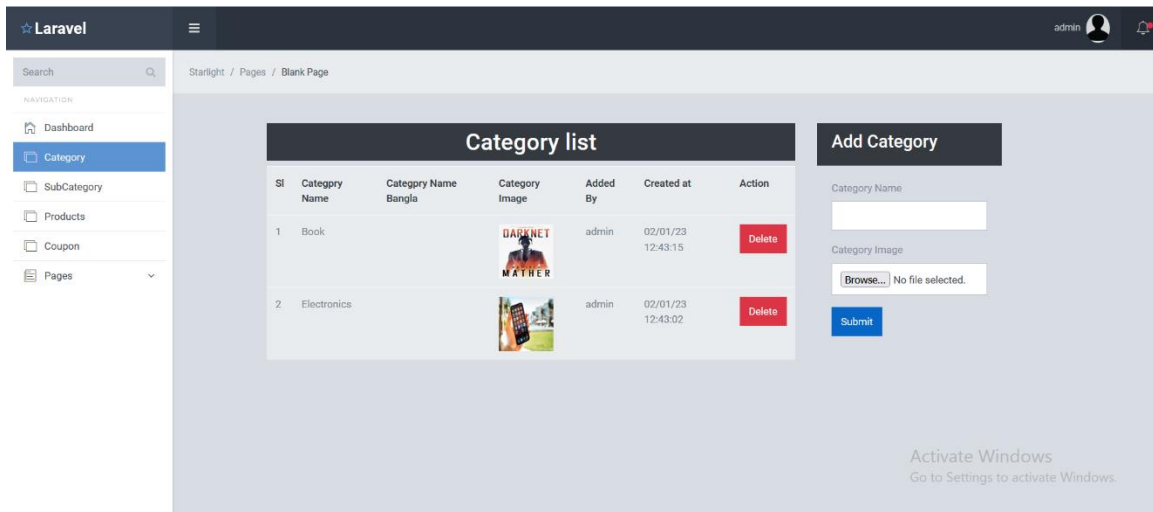 ☆ Laravel
admin
Search
Starlight / Pages / Blank Page
NAVIGATION
Dashboard
Category
SubCategory
Products
Coupon
Pages
Category list
Sl Categpry Name Categpry Name Bangla Category Image Added By Created at Action
1 Book DARKNET MATHER admin 02/01/23 12:43:15 Delete
2 Electronics admin 02/01/23 12:43:02 Delete
Add Category
Category Name
Category Image
Browse... No file selected.
Submit
Activate Windows
Go to Settings to activate Windows.